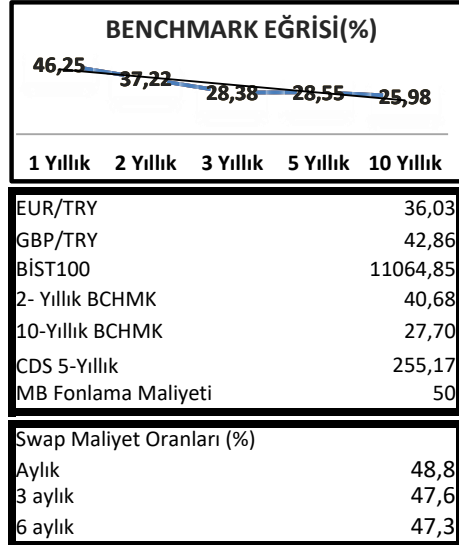 BENCHMARK EĞRİSİ(%)
46,25 37,22 28,38 28,55 25,98
1 Yıllık 2 Yıllık 3 Yıllık 5 Yıllık 10 Yıllık
EUR/TRY 36,03
GBP/TRY 42,86
BİST100 11064,85
2- Yıllık BCHMK 40,68
10-Yıllık BCHMK 27,70
CDS 5-Yıllık 255,17
MB Fonlama Maliyeti 50
Swap Maliyet Oranları (%)
Aylık 48,8
3 aylık 47,6
6 aylık 47,3